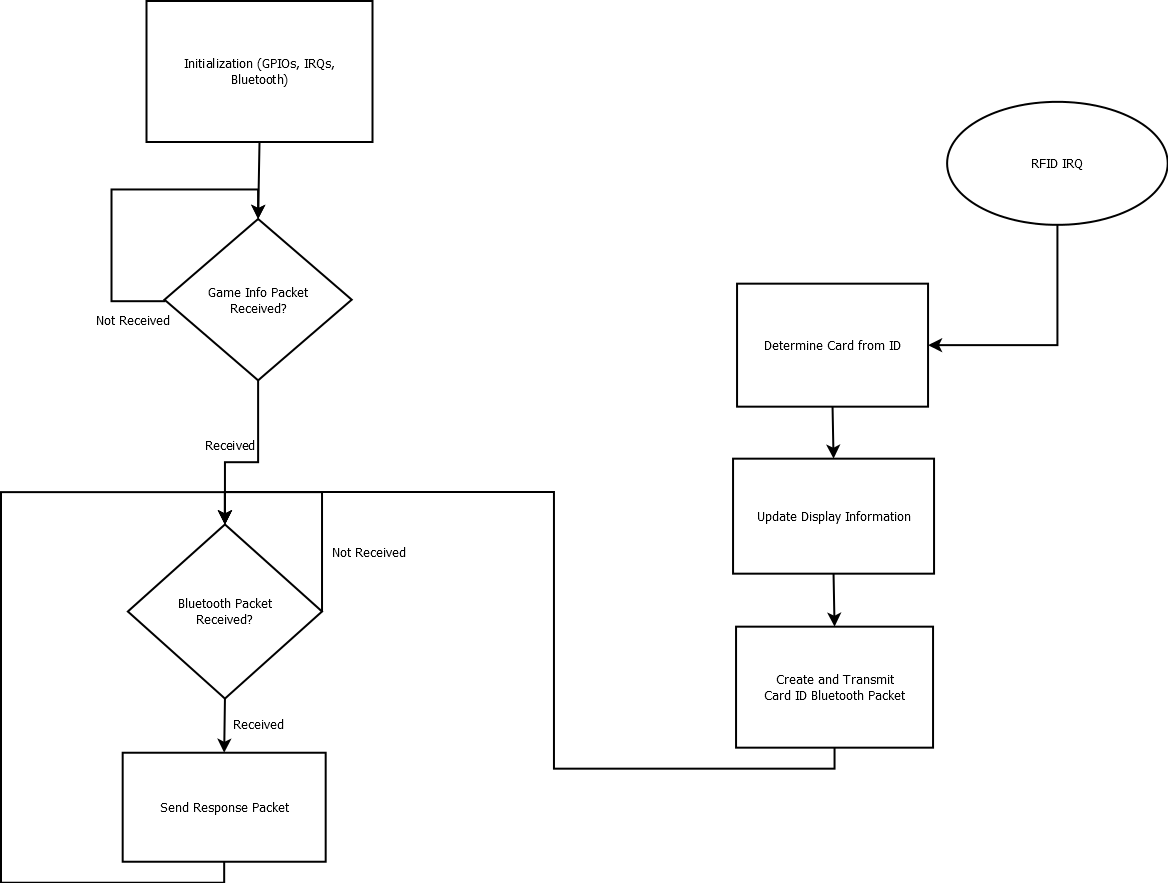 Initialization (GPIOs, IRQs,
Bluetooth)
RFID IRQ
Game Info Packet
Received?
Not Received
Determine Card from ID
Received
Update Display Information
Not Received
Bluetooth Packet
Received?
Create and Transmit
Card ID Bluetooth Packet
Received
Send Response Packet